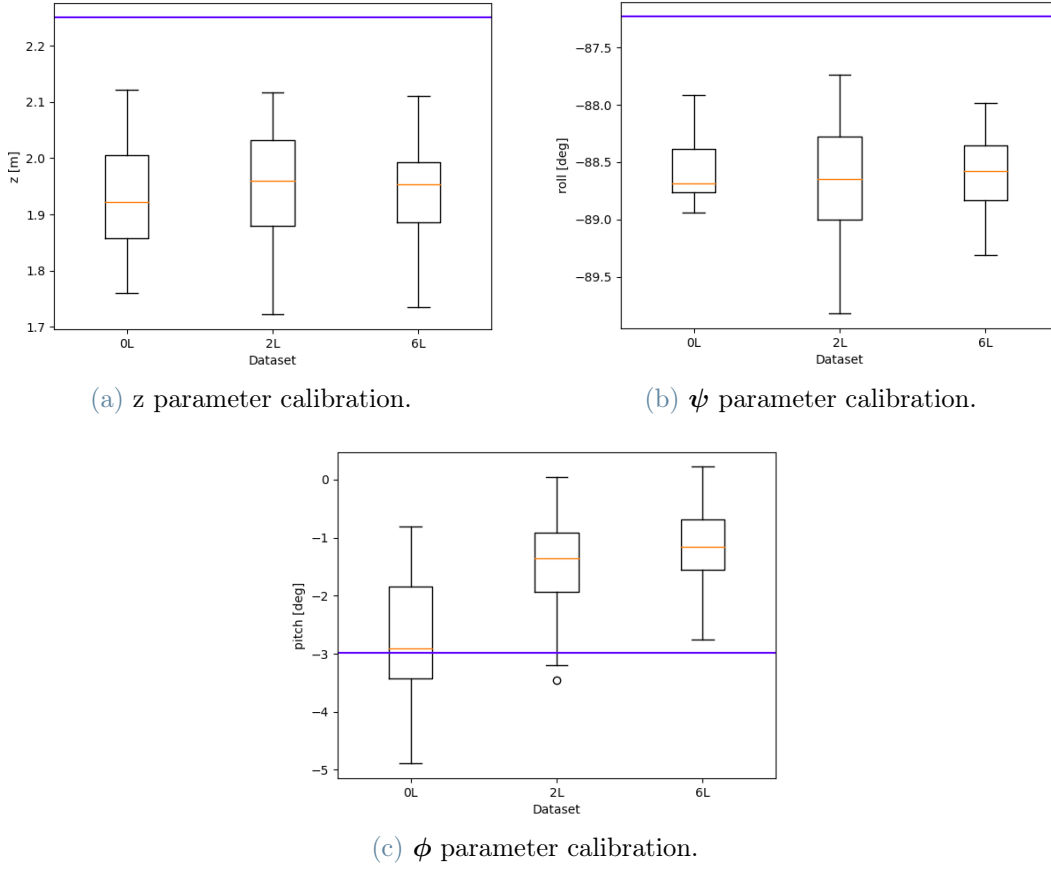 2.2
2.1
2.0
1.9
1.8
1.7
z [m]
0L 2L 6L
Dataset
(a) z parameter calibration.
−87.5
−88.0
−88.5
−89.0
−89.5
roll [deg]
0L 2L 6L
Dataset
(b) ψ parameter calibration.
0
−1
−2
−3
−4
−5
pitch [deg]
0L 2L 6L
Dataset
(c) ϕ parameter calibration.